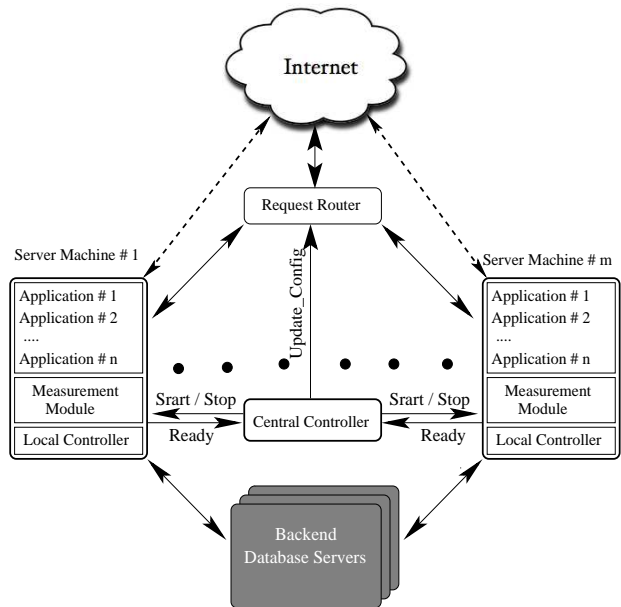 Internet
Request Router
Server Machine # 1
Server Machine # m
Update_Config
Application # 1
Application # 2
....
Application # n
Measurement
Module
Local Controller
Application # 1
Application # 2
....
Application # n
Measurement
Module
Local Controller
Srart / Stop
Ready
Central Controller
Srart / Stop
Ready
Backend
Database Servers